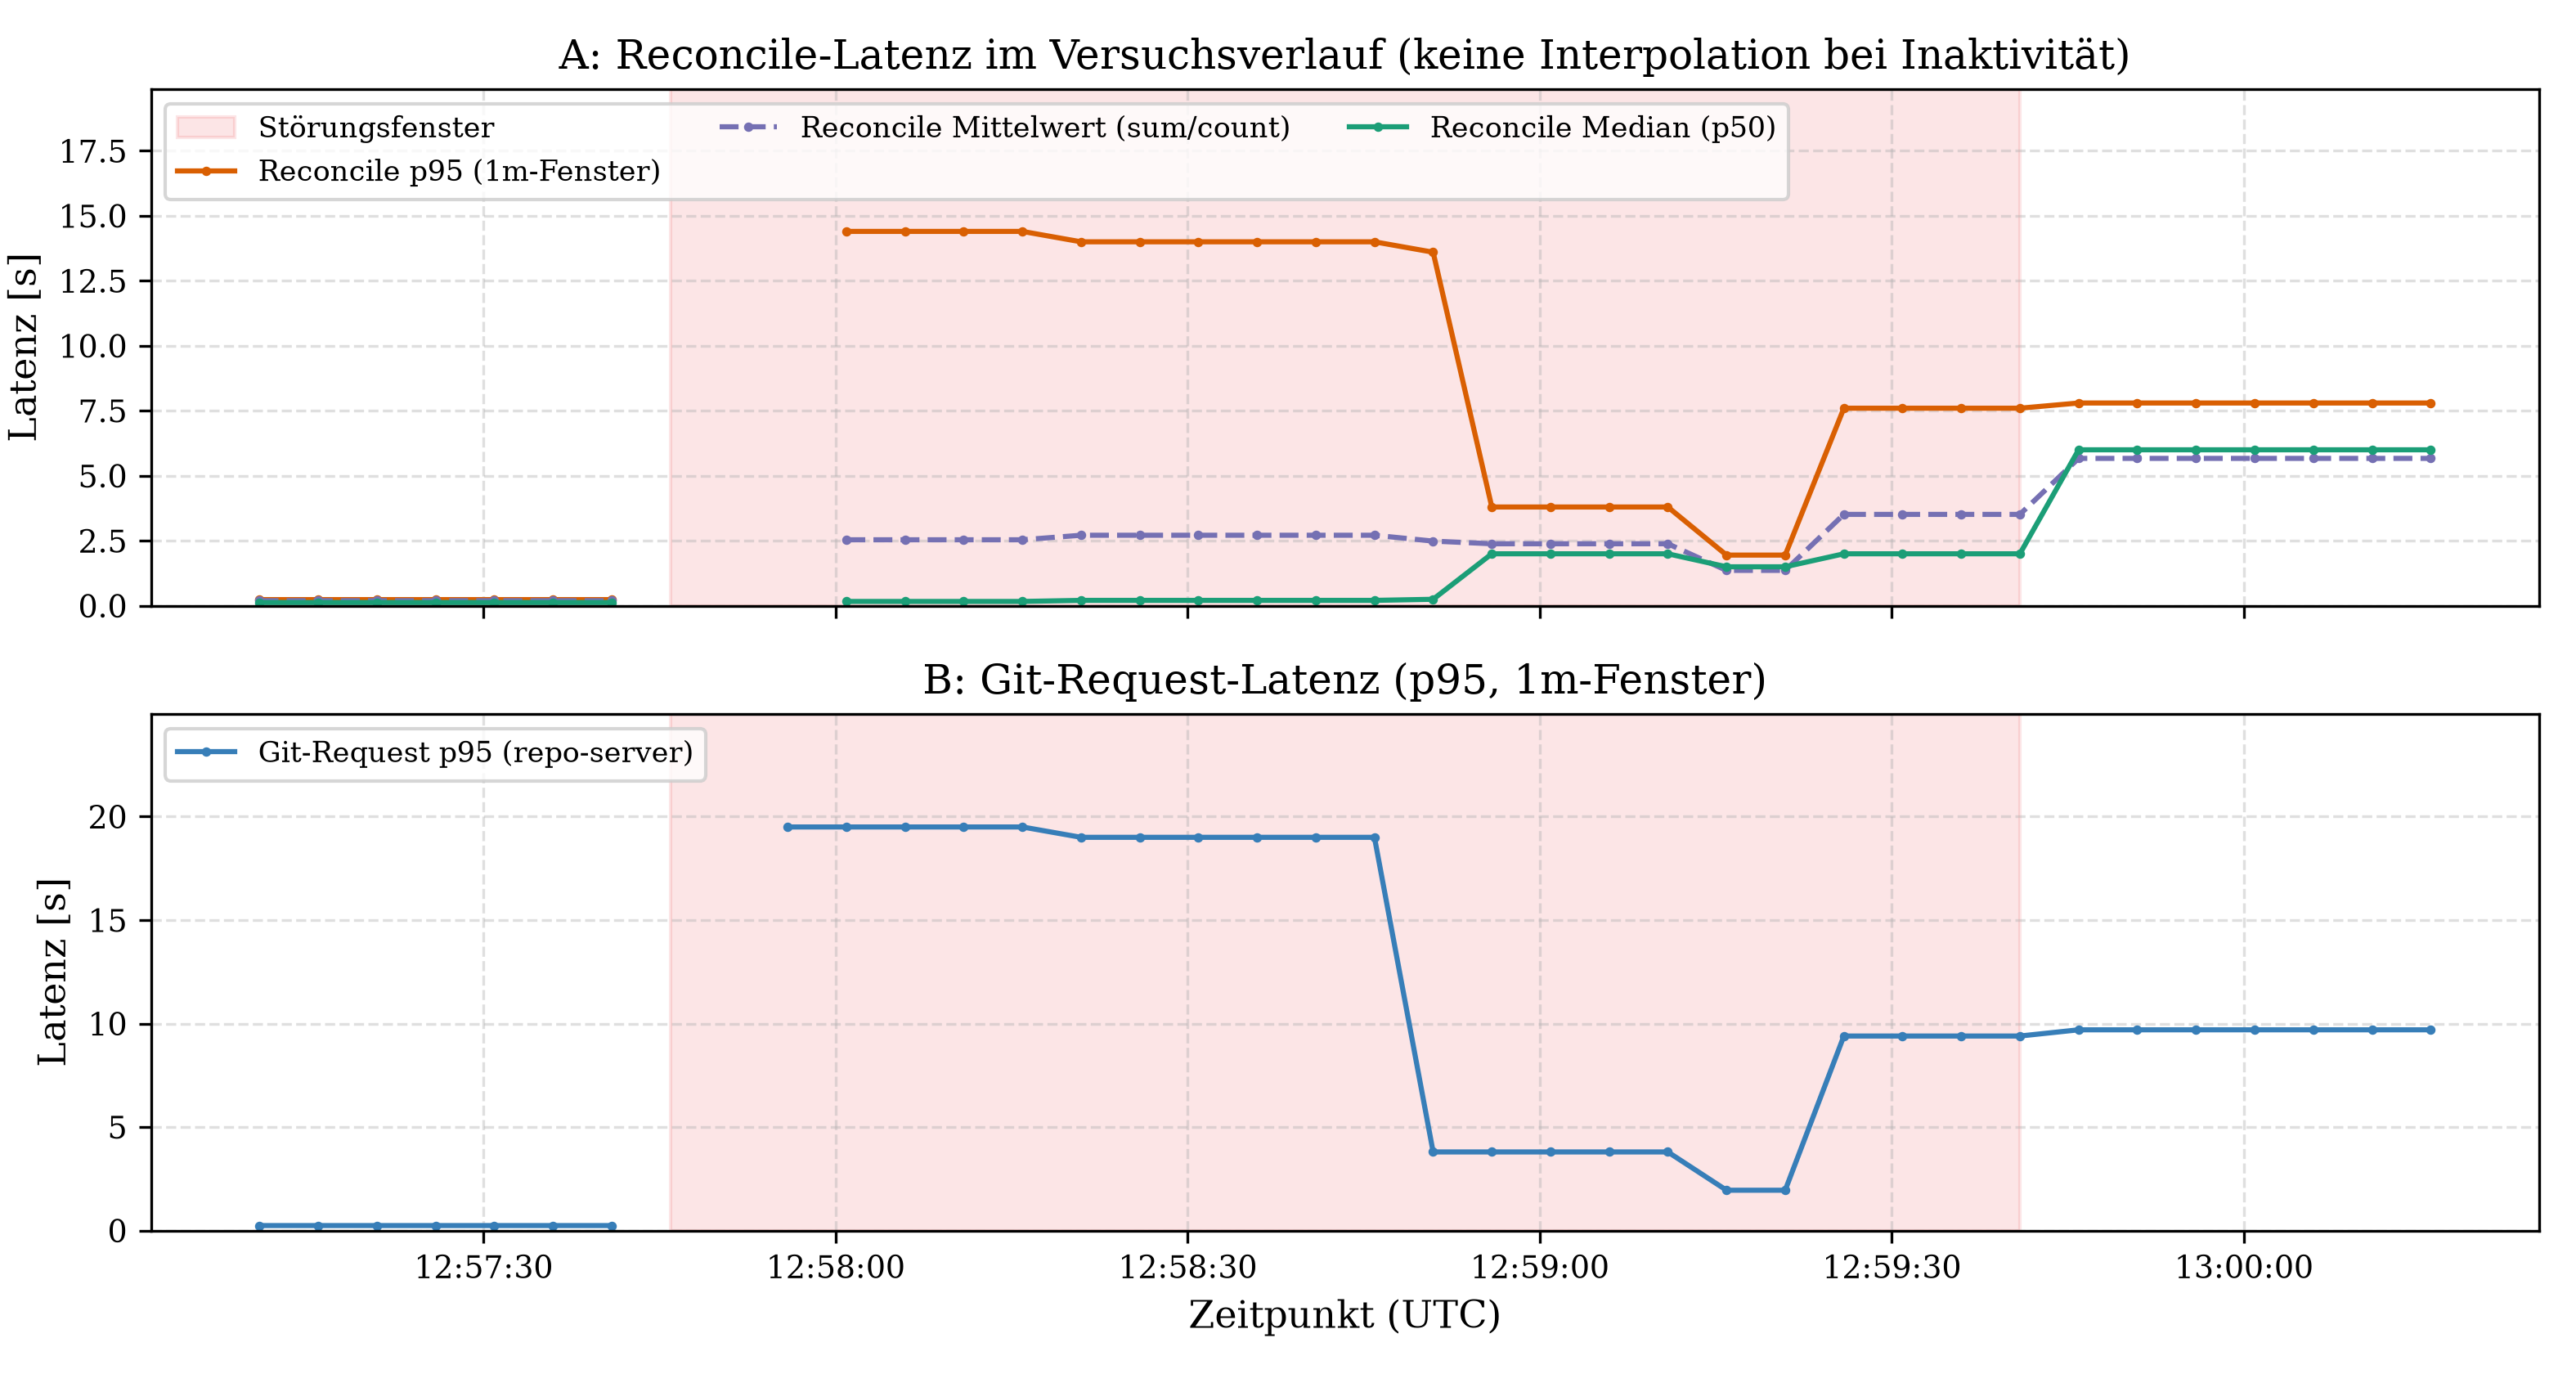 A: Reconcile-Latenz im Versuchsverlauf (keine Interpolation bei Inaktivität)
Störungsfenster
Reconcile p95 (1m-Fenster)
Reconcile Mittelwert (sum/count)
Reconcile Median (p50)
Latenz [s]
17.5
15.0
12.5
10.0
7.5
5.0
2.5
0.0
B: Git-Request-Latenz (p95, 1m-Fenster)
Git-Request p95 (repo-server)
Latenz [s]
20
15
10
5
0
12:57:30
12:58:00
12:58:30
12:59:00
12:59:30
13:00:00
Zeitpunkt (UTC)